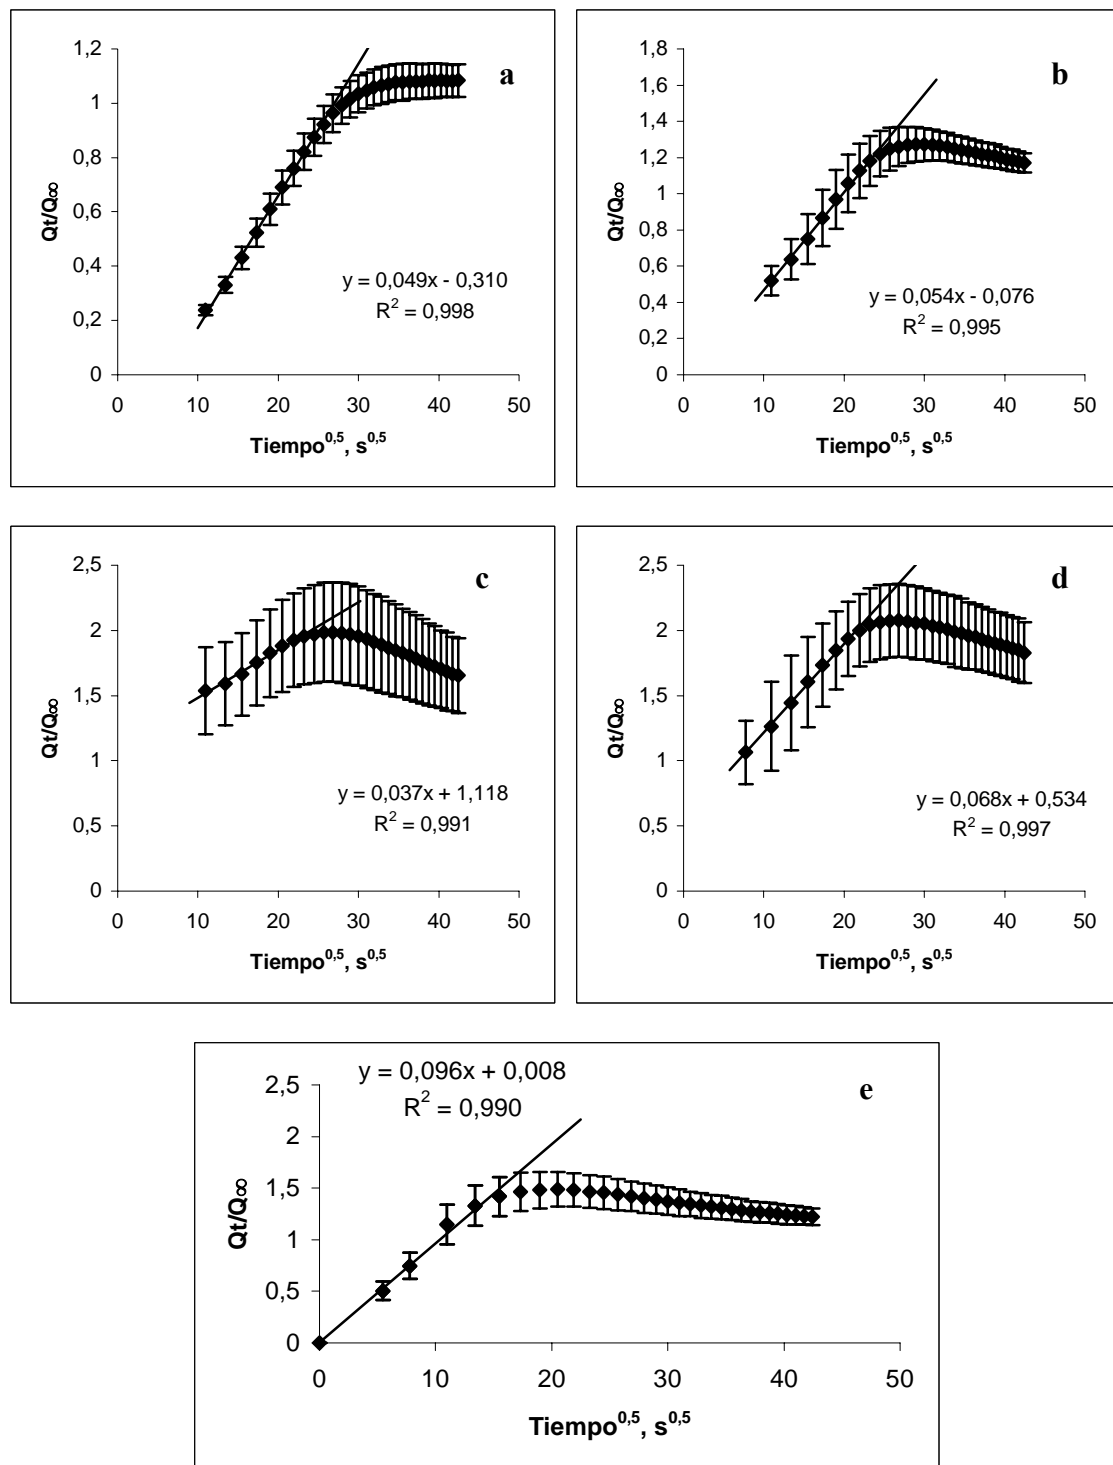 a
1,2
1
0,8
0,6
0,4
0,2
0
Qt/Q∞
y = 0,049x - 0,310
R² = 0,998
0 10 20 30 40 50
Tiempo^0,5, s^0,5
b
1,8
1,6
1,4
1,2
1
0,8
0,6
0,4
0,2
0
Qt/Q∞
y = 0,054x - 0,076
R² = 0,995
0 10 20 30 40 50
Tiempo^0,5, s^0,5
c
2,5
2
1,5
1
0,5
0
Qt/Q∞
y = 0,037x + 1,118
R² = 0,991
0 10 20 30 40 50
Tiempo^0,5, s^0,5
d
2,5
2
1,5
1
0,5
0
Qt/Q∞
y = 0,068x + 0,534
R² = 0,997
0 10 20 30 40 50
Tiempo^0,5, s^0,5
y = 0,096x + 0,008
R² = 0,990
e
2,5
2
1,5
1
0,5
0
Qt/Q∞
0 10 20 30 40 50
Tiempo^0,5, s^0,5